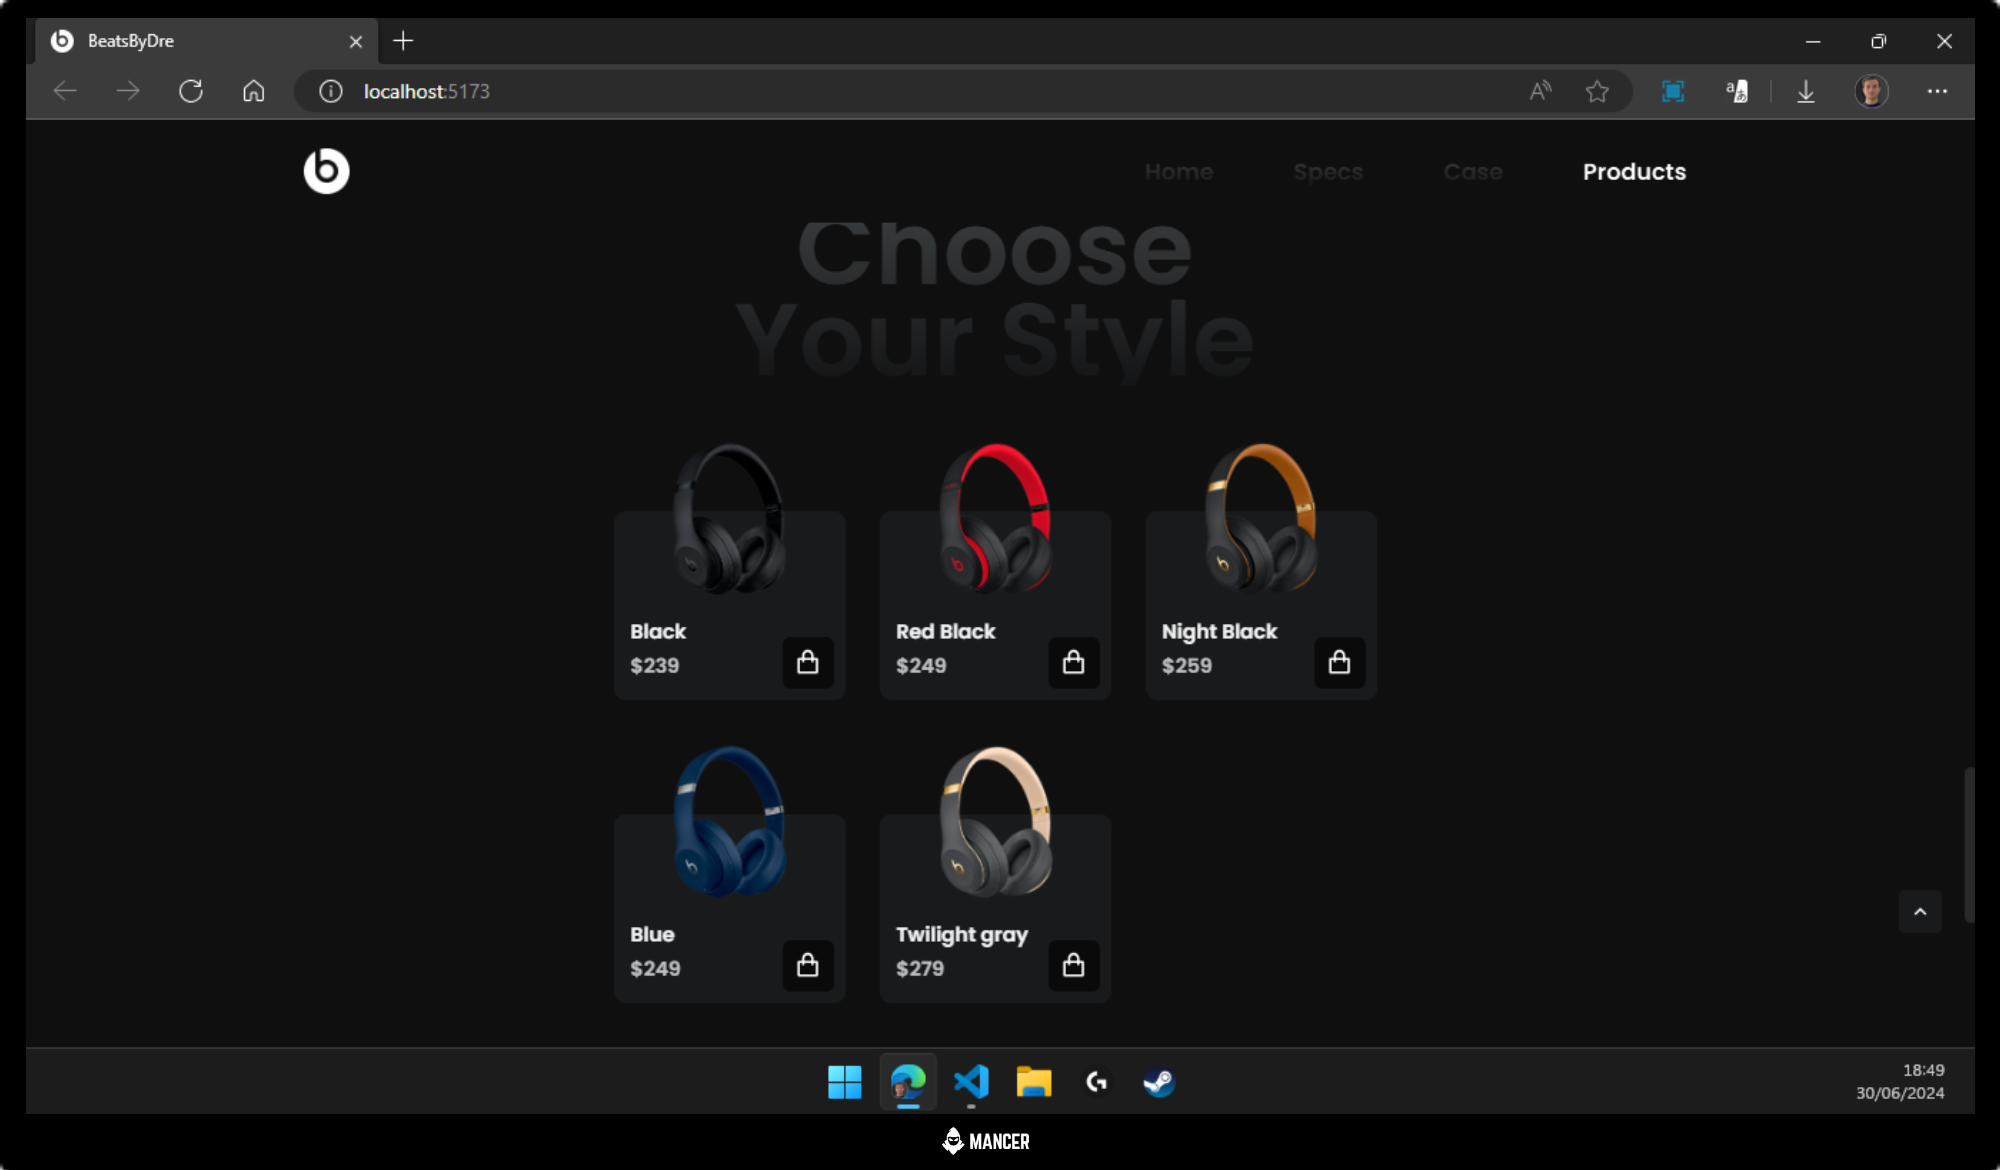 BeatsByDre
localhost:5173
Home Specs Case Products
Choose
Your Style
Black
$239
Red Black
$249
Night Black
$259
Blue
$249
Twilight gray
$279
18:49
30/06/2024
MANCER